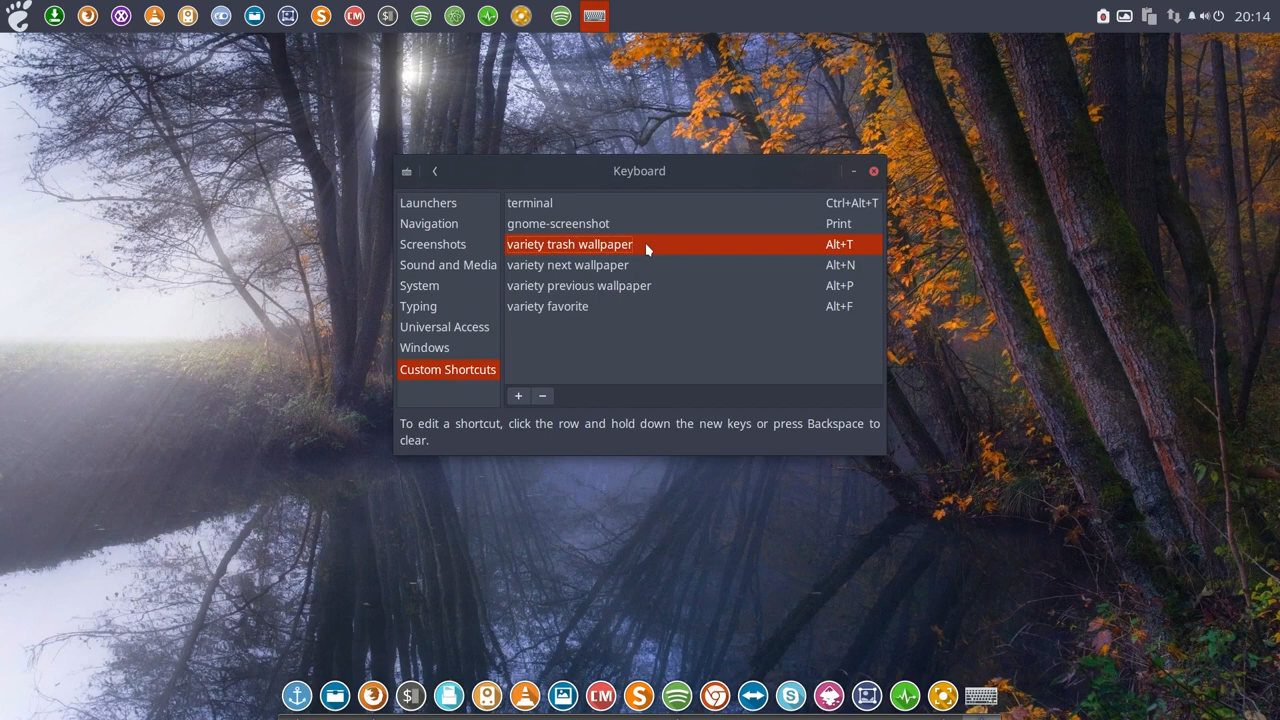 20:14
Keyboard
Launchers
Navigation
Screenshots
Sound and Media
System
Typing
Universal Access
Windows
Custom Shortcuts
terminal Ctrl+Alt+T
gnome-screenshot Print
variety trash wallpaper Alt+T
variety next wallpaper Alt+N
variety previous wallpaper Alt+P
variety favorite Alt+F
To edit a shortcut, click the row and hold down the new keys or press Backspace to
clear.